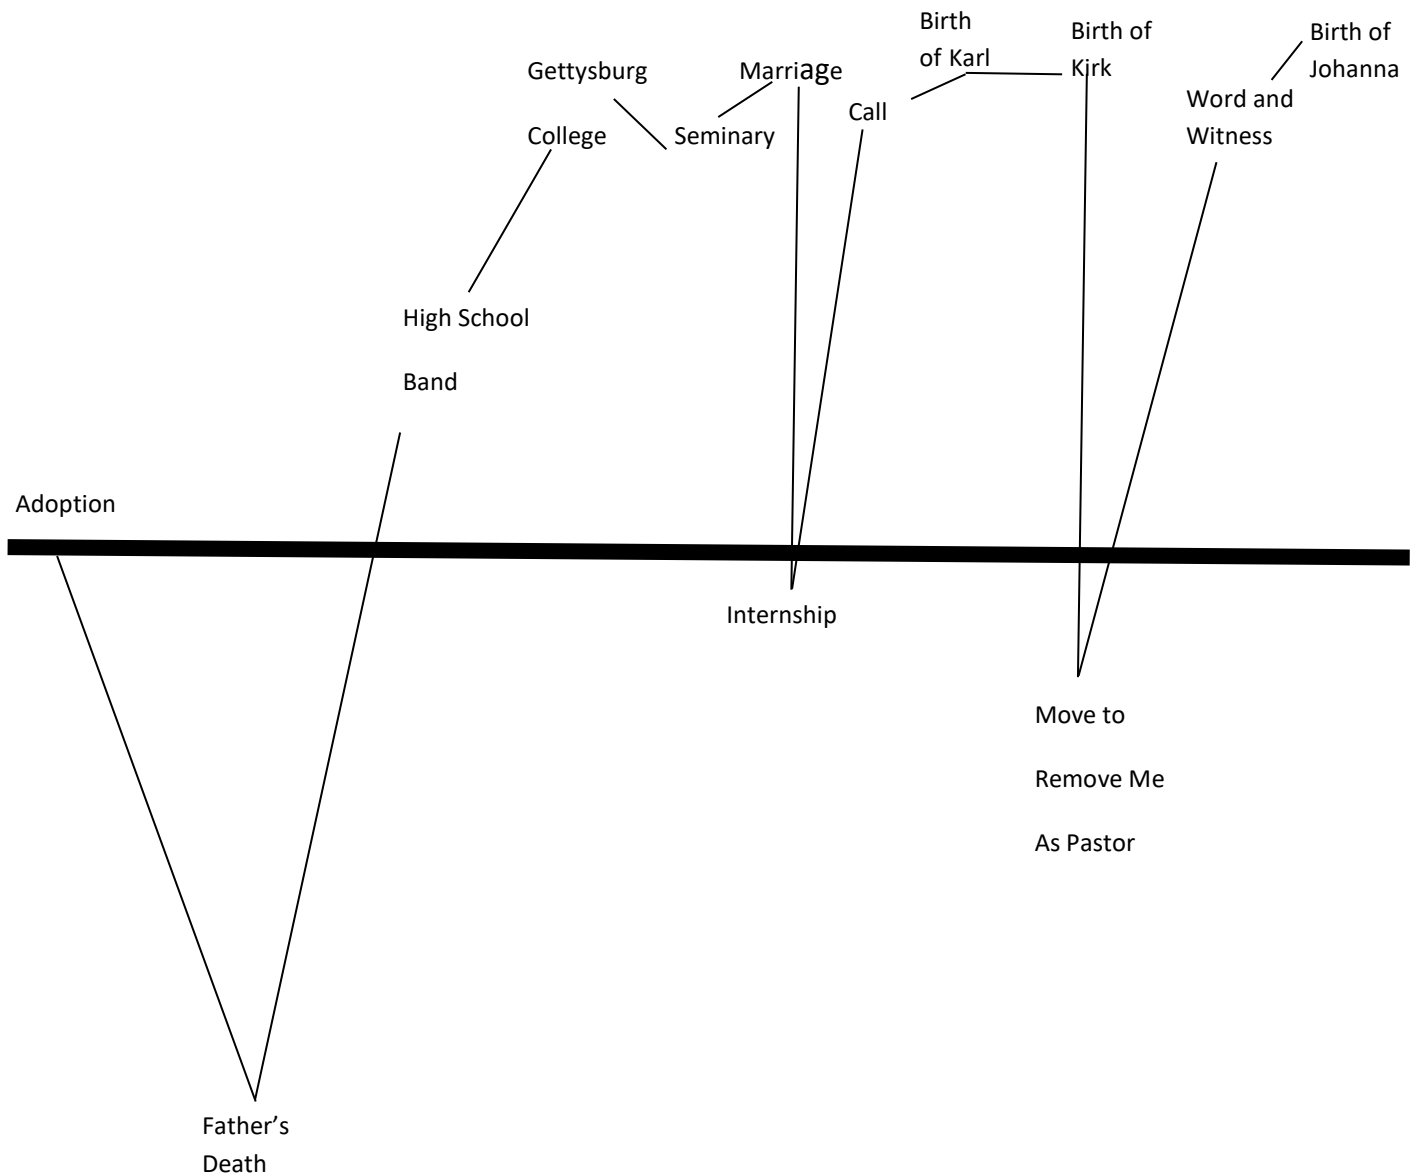 Adoption
Father’s
Death
High School
Band
Gettysburg
College
Seminary
Marriage
Internship
Call
Birth
of Karl
Birth of
Kirk
Move to
Remove Me
As Pastor
Word and
Witness
Birth of
Johanna